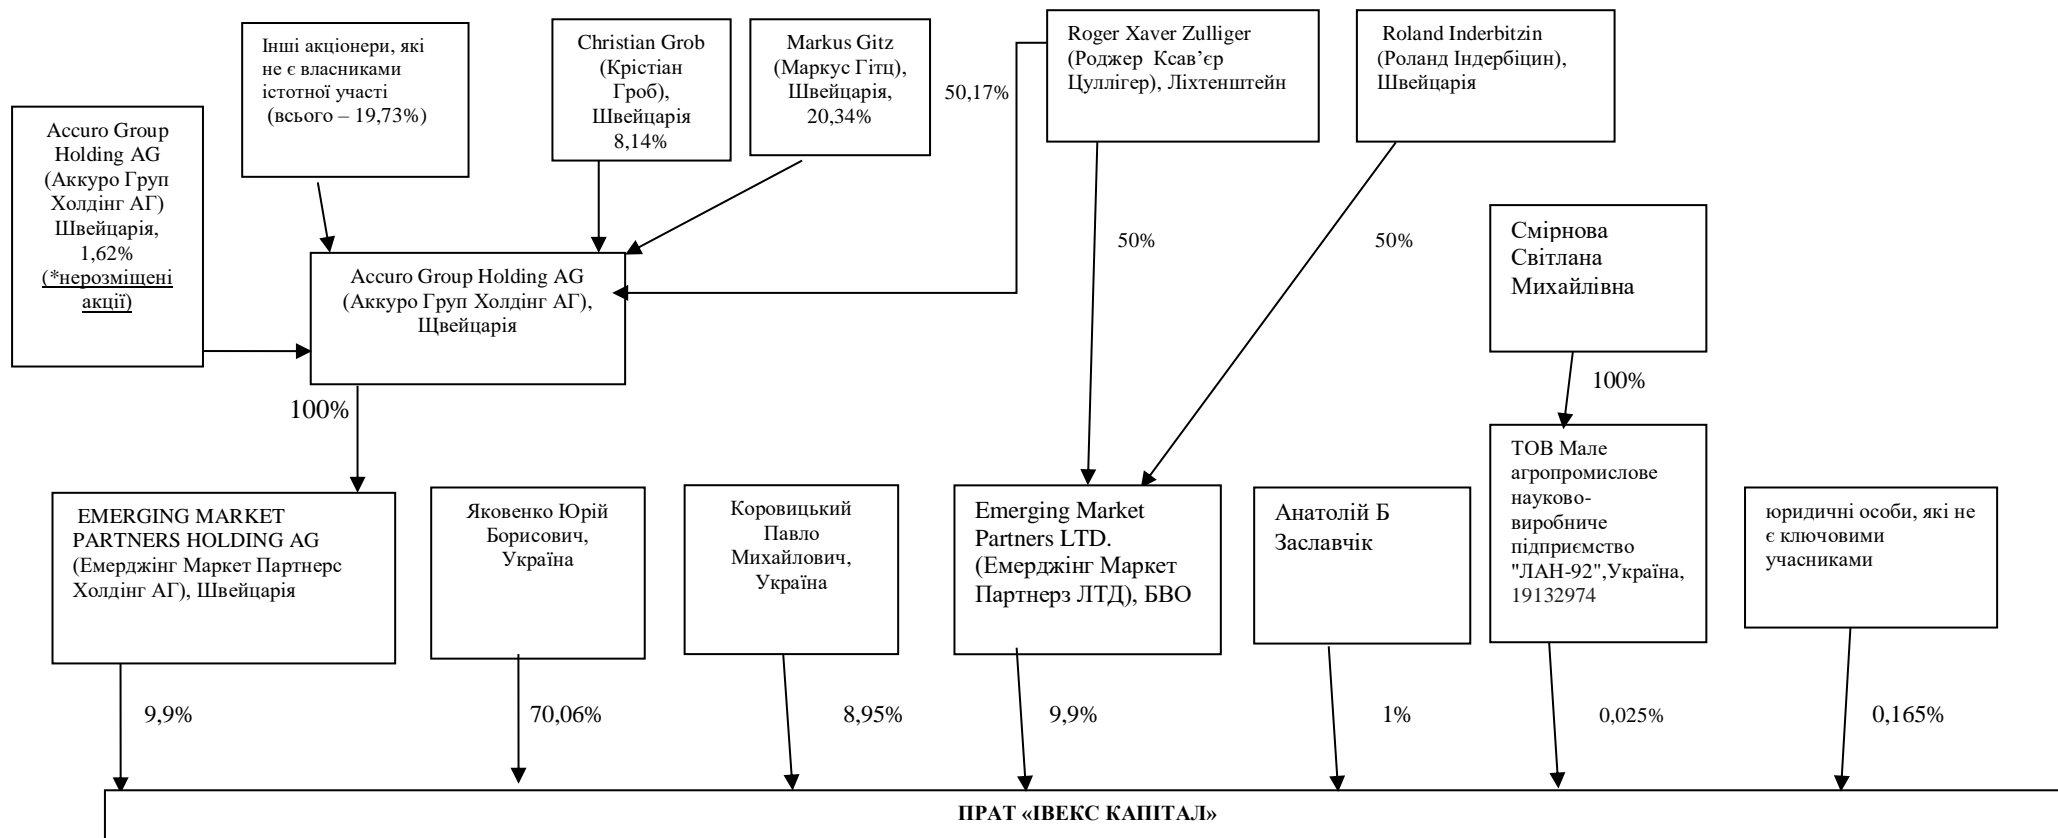 Інші акціонери, які
не є власниками
істотної участі
(всього – 19,73%)
Christian Grob
(Крістіан
Гроб),
Швейцарія
8,14%
Markus Gitz
(Маркус Гітц),
Швейцарія,
20,34%
50,17%
Roger Xaver Zulliger
(Роджер Ксав’єр
Цуллігер), Ліхтенштейн
Roland Inderbitzin
(Роланд Індербіцин),
Швейцарія
Accuro Group
Holding AG
(Аккуро Груп
Холдінг АГ)
Швейцарія,
1,62%
(*нерозміщені
акції)
Accuro Group Holding AG
(Аккуро Груп Холдінг АГ),
Щвейцарія
50%
50%
Смірнова
Світлана
Михайлівна
100%
100%
EMERGING MARKET
PARTNERS HOLDING AG
(Емерджінг Маркет Партнерс
Холдінг АГ), Швейцарія
Яковенко Юрій
Борисович,
Україна
Коровицький
Павло
Михайлович,
Україна
Emerging Market
Partners LTD.
(Емерджінг Маркет
Партнерз ЛТД), БВО
Анатолій Б
Заславчік
ТОВ Мале
агропромислове
науково-
виробниче
підприємство
"ЛАН-92",Україна,
19132974
юридичні особи, які не
є ключовими
учасниками
9,9%
70,06%
8,95%
9,9%
1%
0,025%
0,165%
ПРАТ «ІВЕКС КАПІТАЛ»